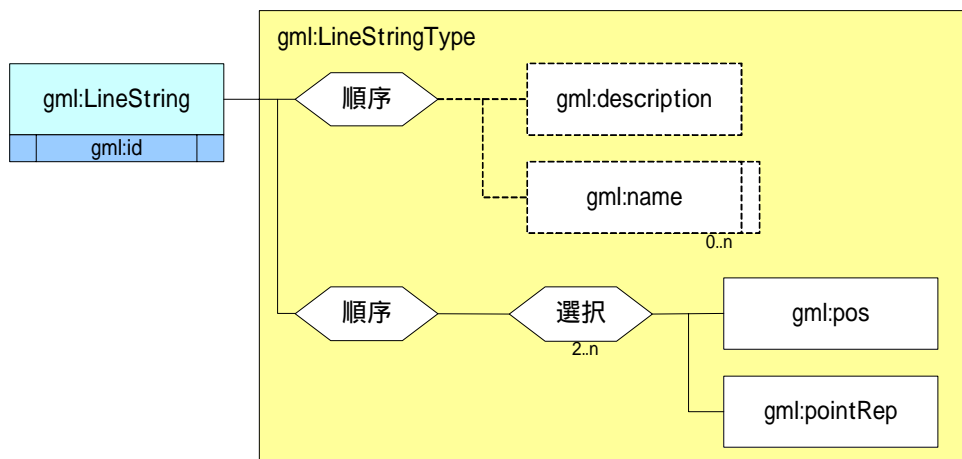 gml:LineStringType
gml:LineString
gml:id
順序
gml:description
gml:name
0..n
順序
選択
2..n
gml:pos
gml:pointRep